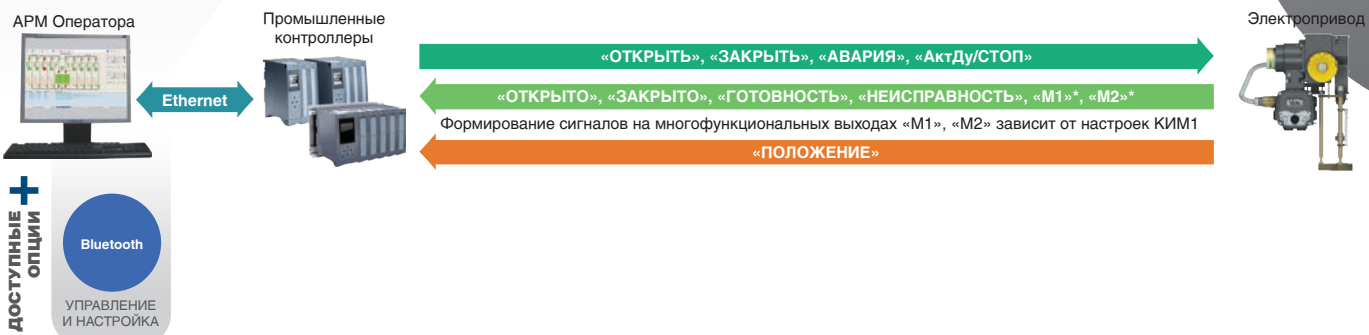 АРМ Оператора
Промышленные
контроллеры
Электропривод
«ОТКРЫТЬ», «ЗАКРЫТЬ», «АВАРИЯ», «АктДу/СТОП»
Ethernet
«ОТКРЫТО», «ЗАКРЫТО», «ГОТОВНОСТЬ», «НЕИСПРАВНОСТЬ», «М1»*, «М2»*
Формирование сигналов на многофункциональных выходах «М1», «М2» зависит от настроек КИМ1
«ПОЛОЖЕНИЕ»
ДОСТУПНЫЕ
ОПЦИИ
+
Bluetooth
УПРАВЛЕНИЕ
И НАСТРОЙКА